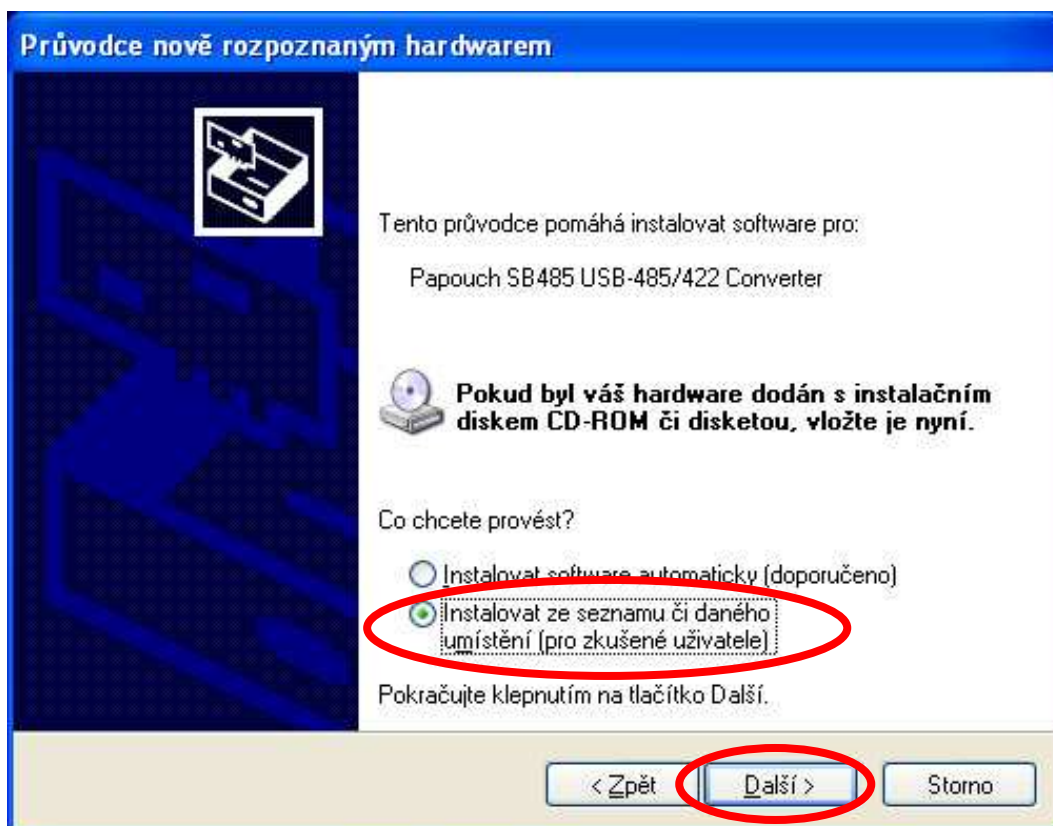 Průvodce nově rozpoznaným hardwarem
Tento průvodce pomáhá instalovat software pro:
Papouch SB485 USB-485/422 Converter
Pokud byl váš hardware dodán s instalačním
diskem CD-ROM či disketou, vložte je nyní.
Co chcete provést?
Instalovat software automaticky (doporučeno)
Instalovat ze seznamu či daného
umístění (pro zkušené uživatele)
Pokračujte klepnutím na tlačítko Další.
< Zpět
Další >
Storno